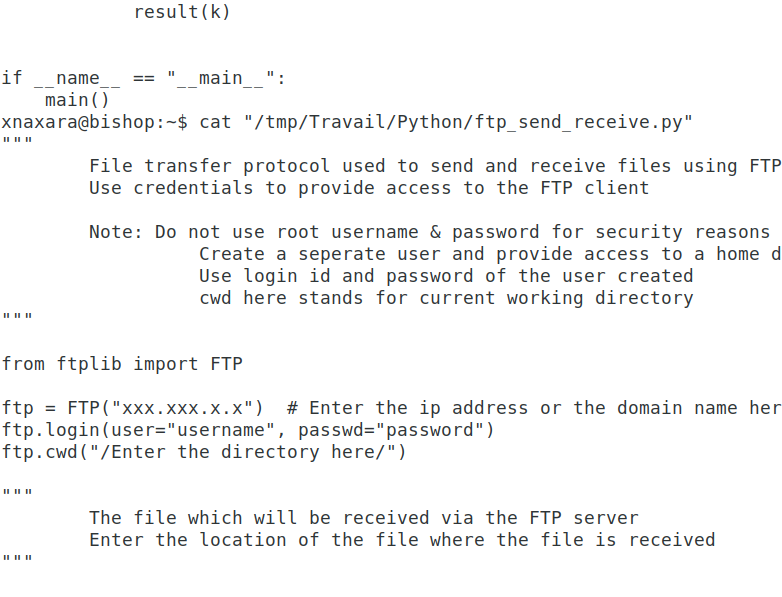 result(k)


if __name__ == "__main__":
    main()
xnaxara@bishop:~$ cat "/tmp/Travail/Python/ftp_send_receive.py"
"""
        File transfer protocol used to send and receive files using FTP
        Use credentials to provide access to the FTP client

        Note: Do not use root username & password for security reasons
                  Create a seperate user and provide access to a home d
                  Use login id and password of the user created
                  cwd here stands for current working directory
"""

from ftplib import FTP

ftp = FTP("xxx.xxx.x.x")  # Enter the ip address or the domain name her
ftp.login(user="username", passwd="password")
ftp.cwd("/Enter the directory here/")

"""
        The file which will be received via the FTP server
        Enter the location of the file where the file is received
"""